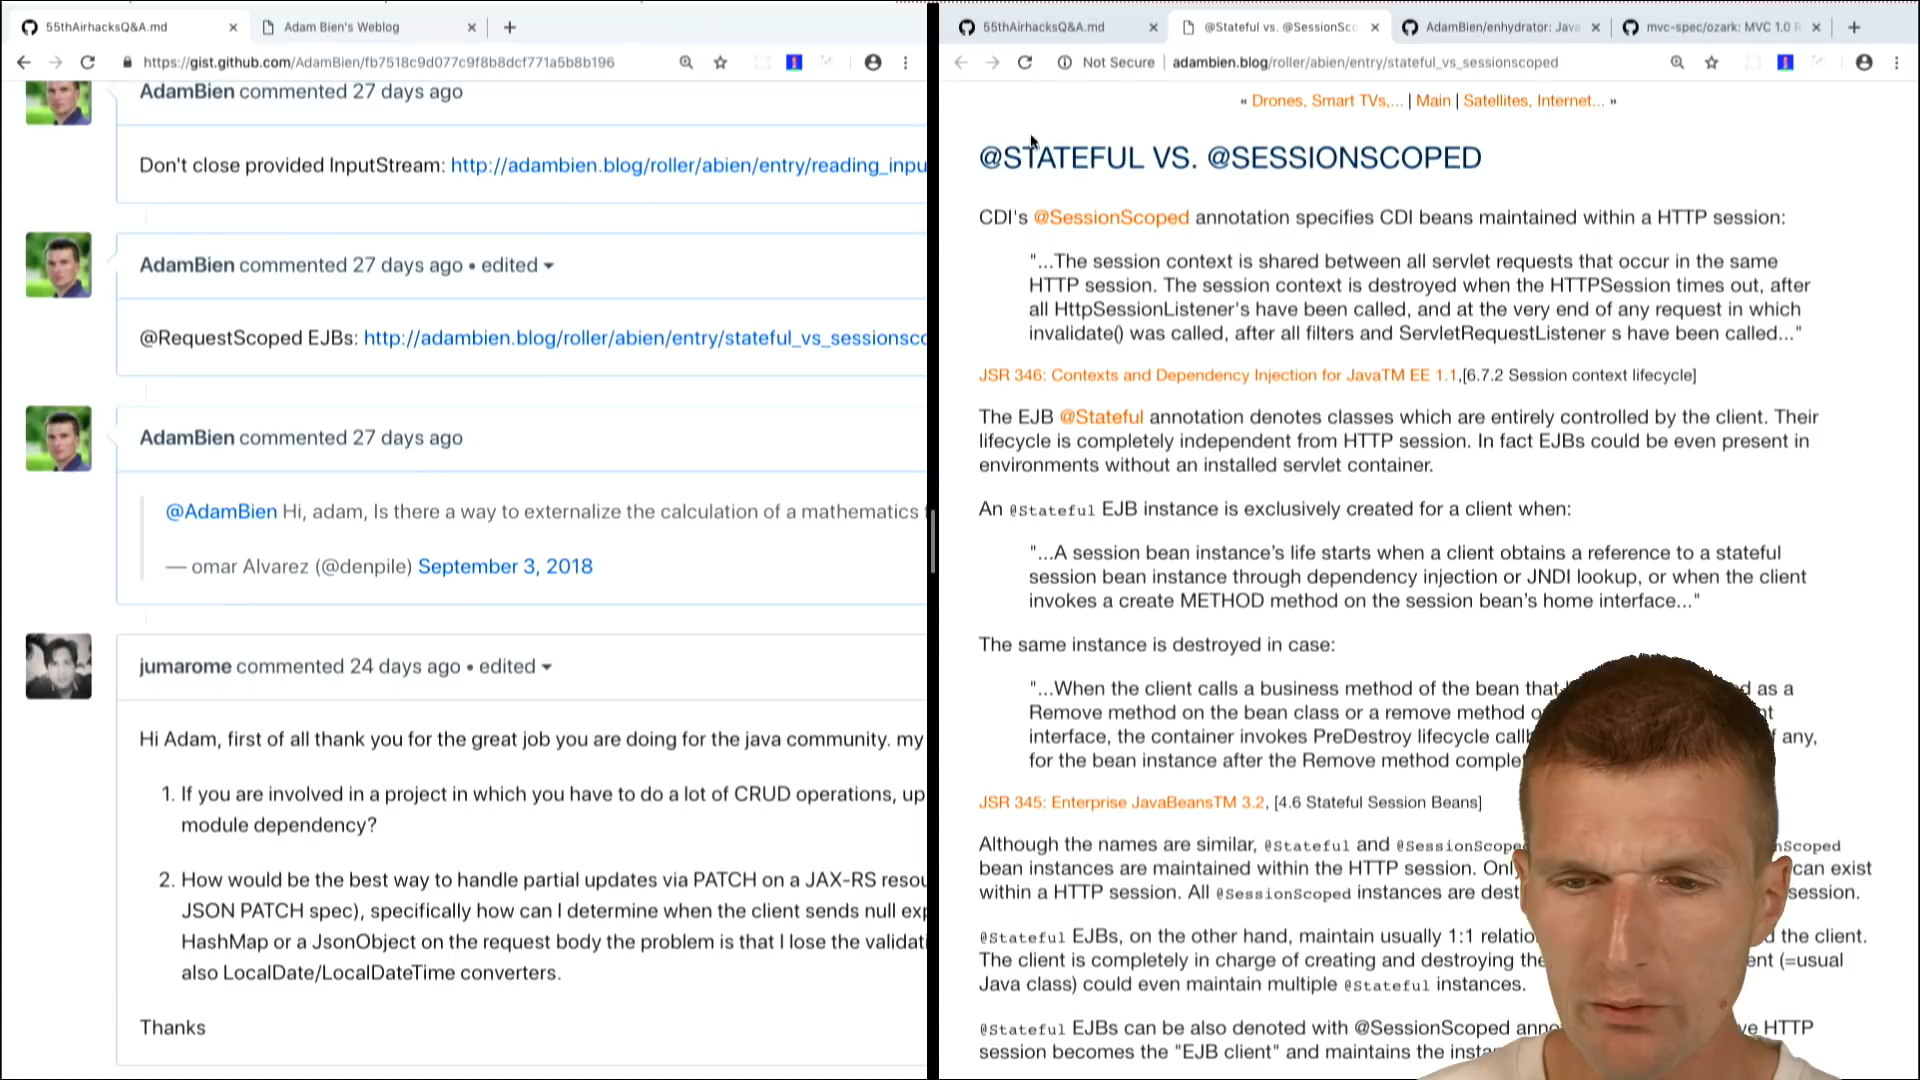 55thAirhacksQ&A.md
Adam Bien's Weblog
https://gist.github.com/AdamBien/fb7518c9d077c9f8b8dcf771a5b8b196
AdamBien commented 27 days ago
Don't close provided InputStream: http://adambien.blog/roller/abien/entry/reading_inpu
AdamBien commented 27 days ago • edited
@RequestScoped EJBs: http://adambien.blog/roller/abien/entry/stateful_vs_sessionsco
AdamBien commented 27 days ago
@AdamBien Hi, adam, Is there a way to externalize the calculation of a mathematics
— omar Alvarez (@denpile) September 3, 2018
jumarome commented 24 days ago • edited
Hi Adam, first of all thank you for the great job you are doing for the java community. my
1. If you are involved in a project in which you have to do a lot of CRUD operations, up
module dependency?
2. How would be the best way to handle partial updates via PATCH on a JAX-RS resou
JSON PATCH spec), specifically how can I determine when the client sends null exp
HashMap or a JsonObject on the request body the problem is that I lose the validati
also LocalDate/LocalDateTime converters.
Thanks
55thAirhacksQ&A.md
@Stateful vs. @SessionSco
AdamBien/enhydrator: Java
mvc-spec/ozark: MVC 1.0 R
Not Secure | adambien.blog/roller/abien/entry/stateful_vs_sessionscoped
« Drones, Smart TVs,... | Main | Satellites, Internet... »
@STATEFUL VS. @SESSIONSCOPED
CDI's @SessionScoped annotation specifies CDI beans maintained within a HTTP session:
"...The session context is shared between all servlet requests that occur in the same
HTTP session. The session context is destroyed when the HTTPSession times out, after
all HttpSessionListener's have been called, and at the very end of any request in which
invalidate() was called, after all filters and ServletRequestListener s have been called..."
JSR 346: Contexts and Dependency Injection for JavaTM EE 1.1,[6.7.2 Session context lifecycle]
The EJB @Stateful annotation denotes classes which are entirely controlled by the client. Their
lifecycle is completely independent from HTTP session. In fact EJBs could be even present in
environments without an installed servlet container.
An @Stateful EJB instance is exclusively created for a client when:
"...A session bean instance's life starts when a client obtains a reference to a stateful
session bean instance through dependency injection or JNDI lookup, or when the client
invokes a create METHOD method on the session bean's home interface..."
The same instance is destroyed in case:
"...When the client calls a business method of the bean that d as a
Remove method on the bean class or a remove method
interface, the container invokes PreDestroy lifecycle any,
for the bean instance after the Remove method
JSR 345: Enterprise JavaBeansTM 3.2, [4.6 Stateful Session Beans]
Although the names are similar, @Stateful and @SessionScoped nScoped
bean instances are maintained within the HTTP session. can exist
within a HTTP session. All @SessionScoped instances are session.
@Stateful EJBs, on the other hand, maintain usually 1:1 d the client.
The client is completely in charge of creating and destroying (=usual
Java class) could even maintain multiple @Stateful instances.
@Stateful EJBs can be also denoted with @SessionScoped HTTP
session becomes the "EJB client" and maintains the